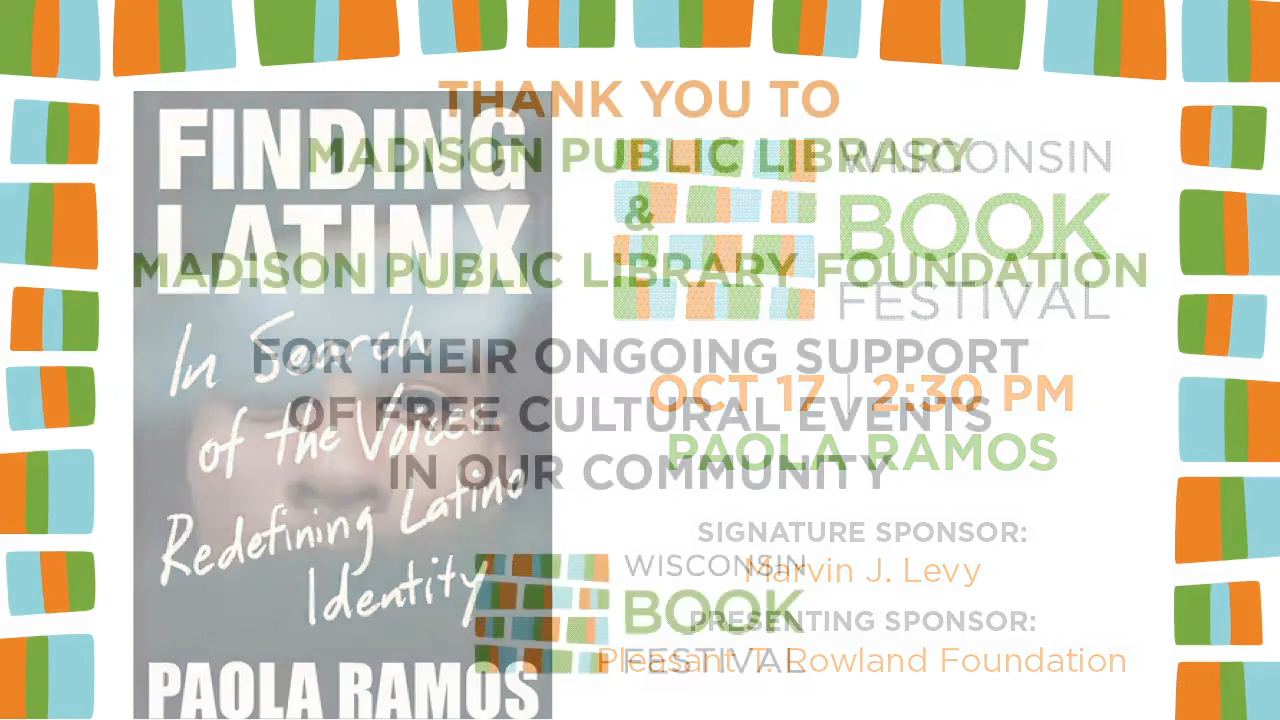 THANK YOU TO
MADISON PUBLIC LIBRARY
&
MADISON PUBLIC LIBRARY FOUNDATION
FOR THEIR ONGOING SUPPORT
OF FREE CULTURAL EVENTS
IN OUR COMMUNITY
WISCONSIN
BOOK
FESTIVAL
FINDING
LATINX
In Search
of the Voices
Redefining Latino
Identity
PAOLA RAMOS
WISCONSIN
BOOK
FESTIVAL
OCT 17 | 2:30 PM
PAOLA RAMOS
SIGNATURE SPONSOR:
Marvin J. Levy
PRESENTING SPONSOR:
Pleasant T. Rowland Foundation